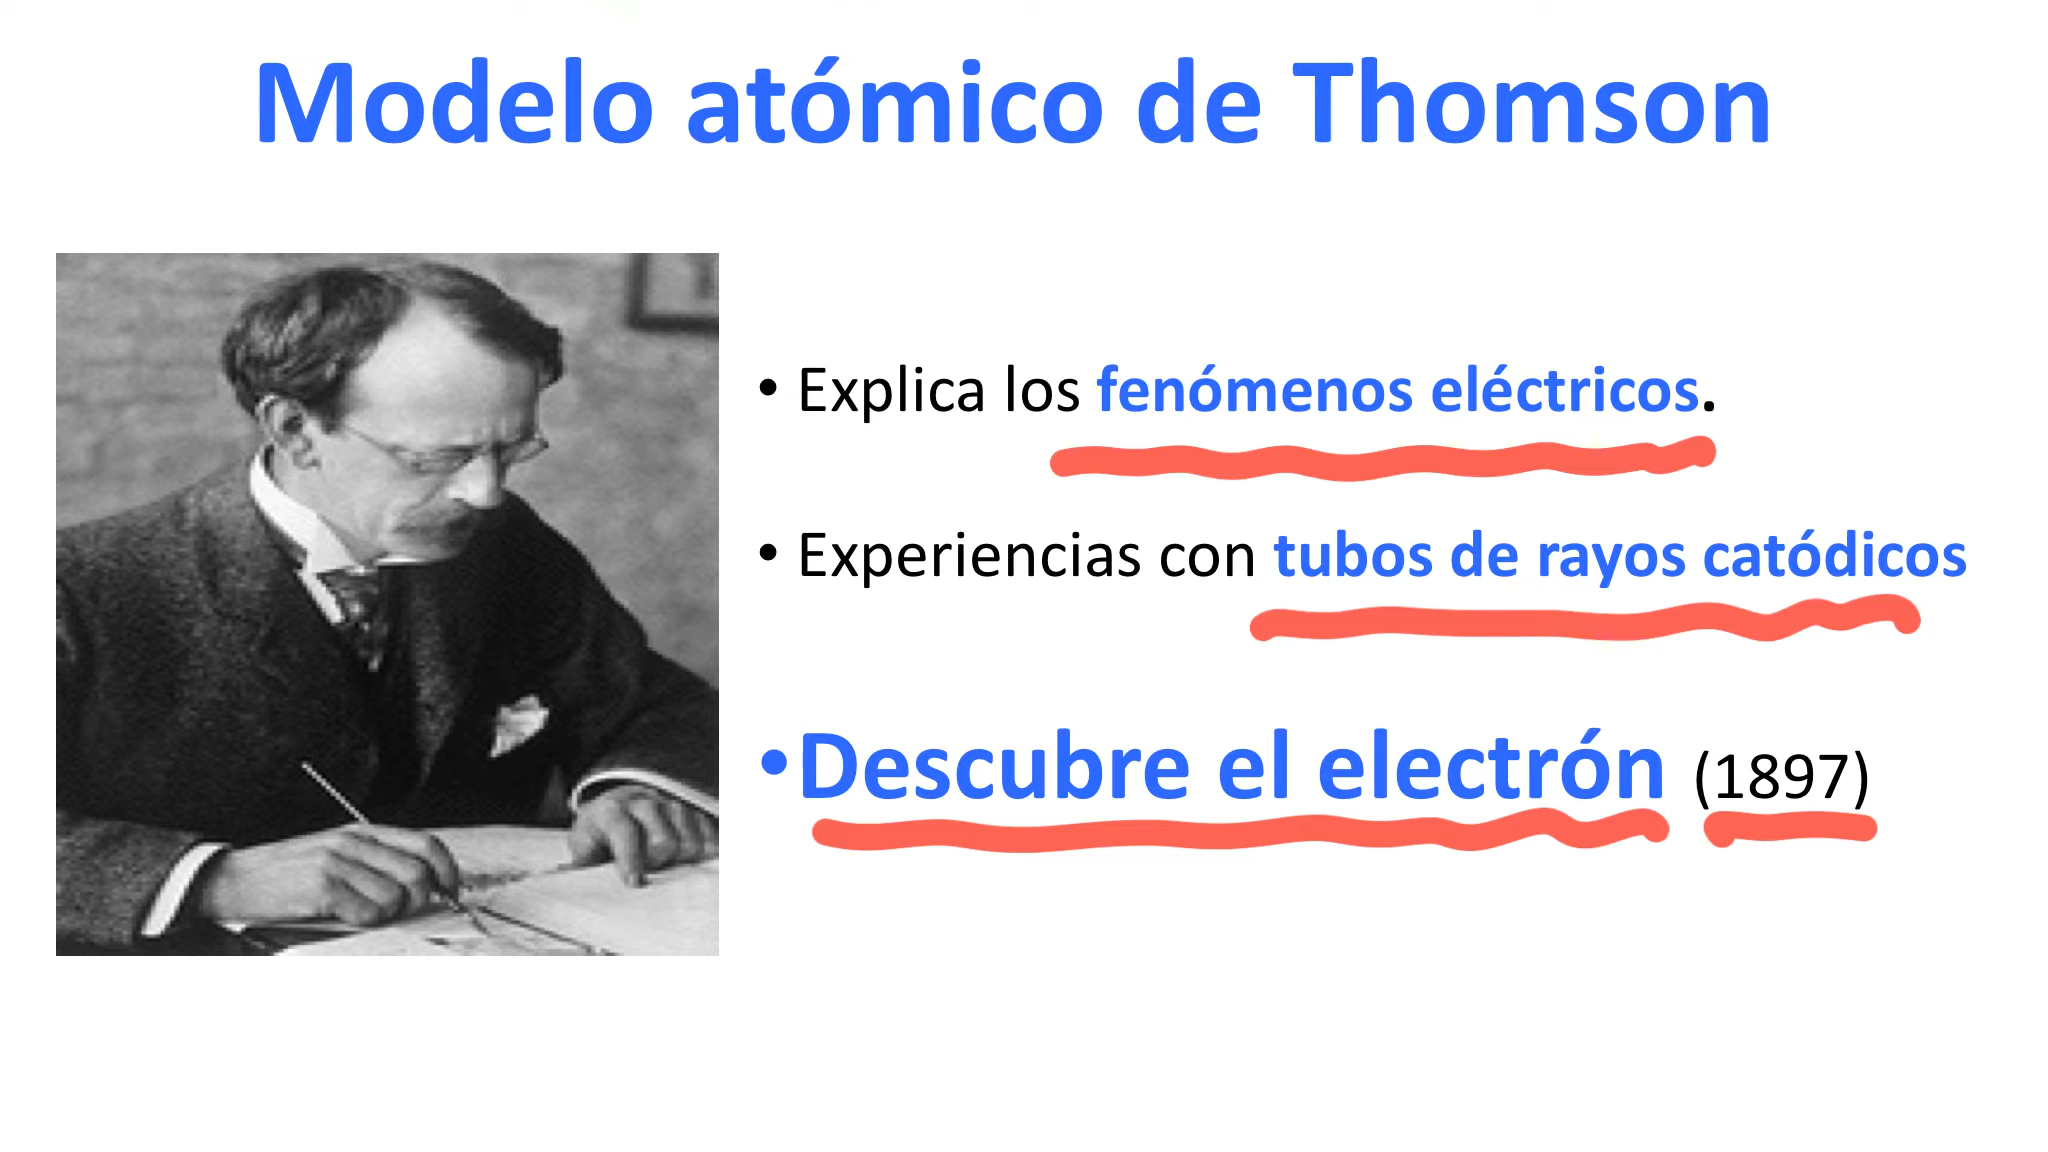 Modelo atómico de Thomson
• Explica los fenómenos eléctricos.
• Experiencias con tubos de rayos catódicos
•Descubre el electrón (1897)